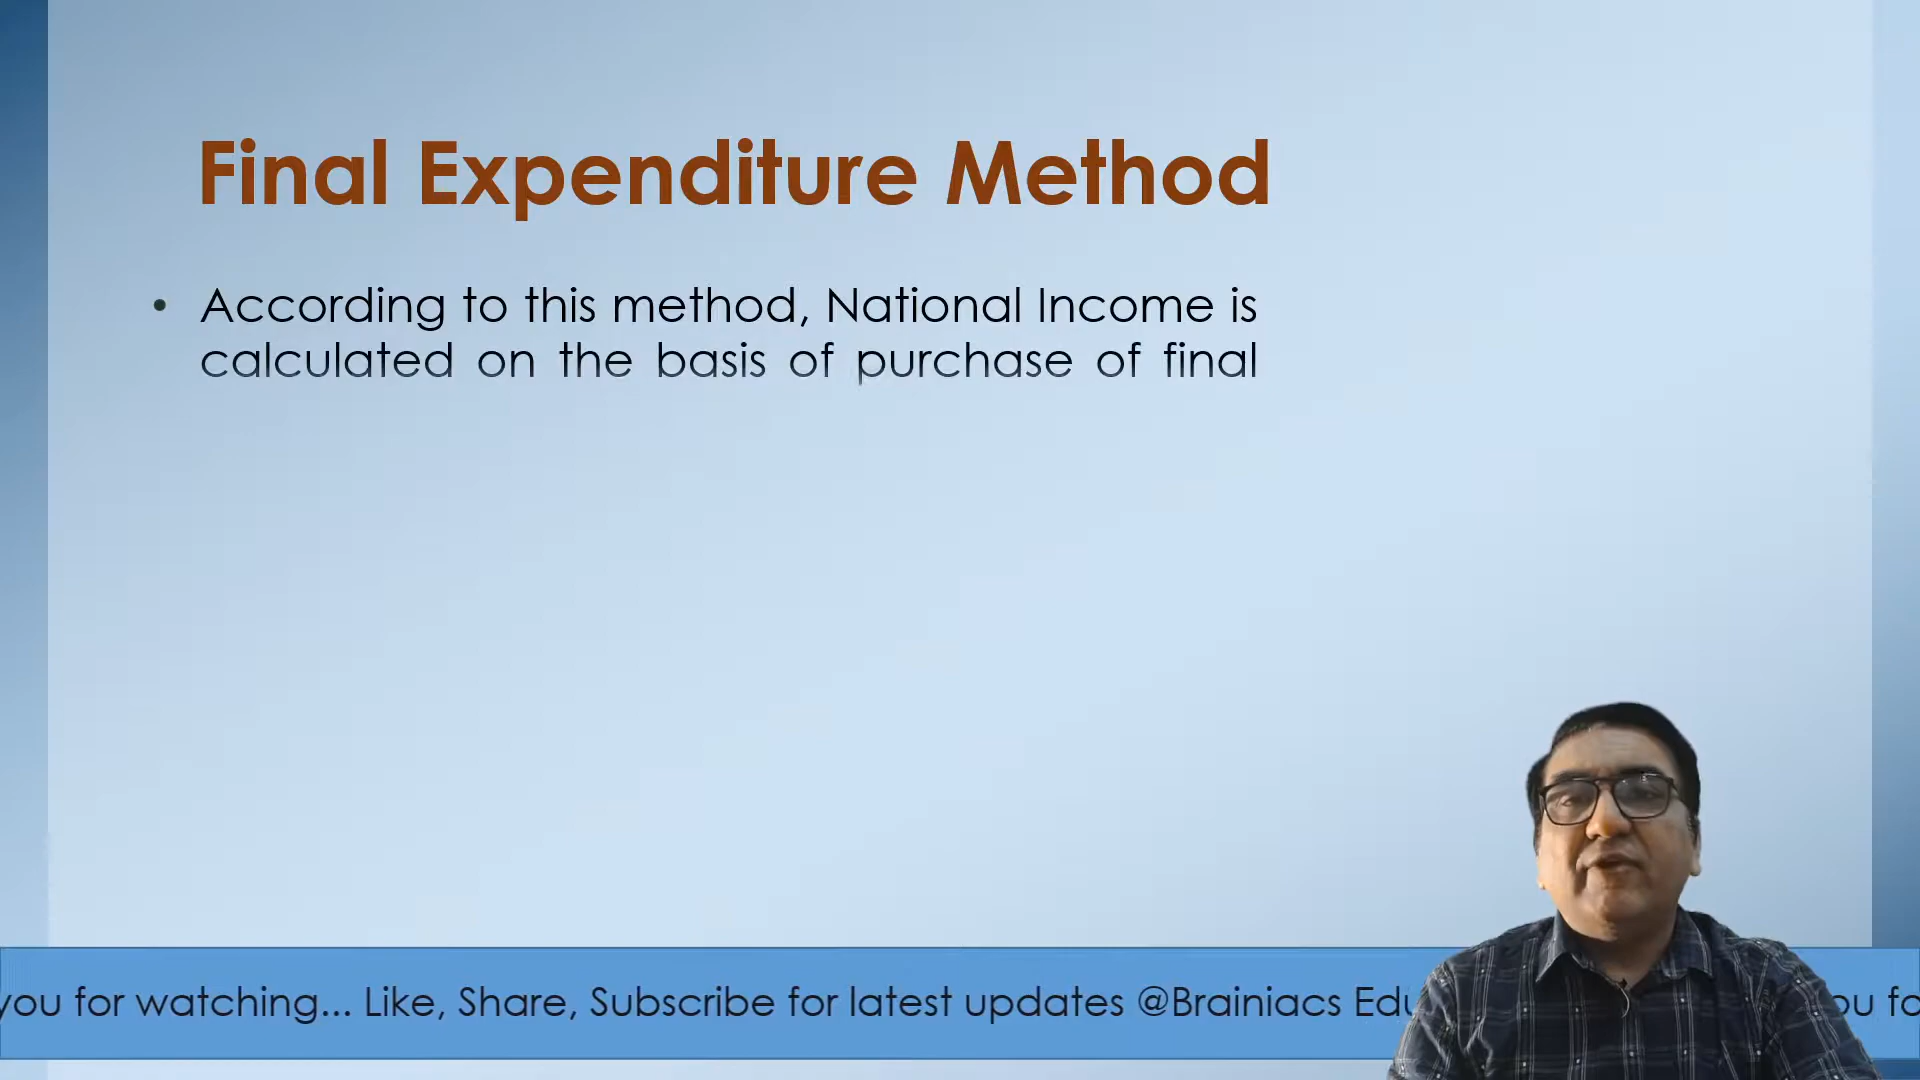 Final Expenditure Method
• According to this method, National Income is
calculated on the basis of purchase of final
you for watching... Like, Share, Subscribe for latest updates @Brainiacs Edu